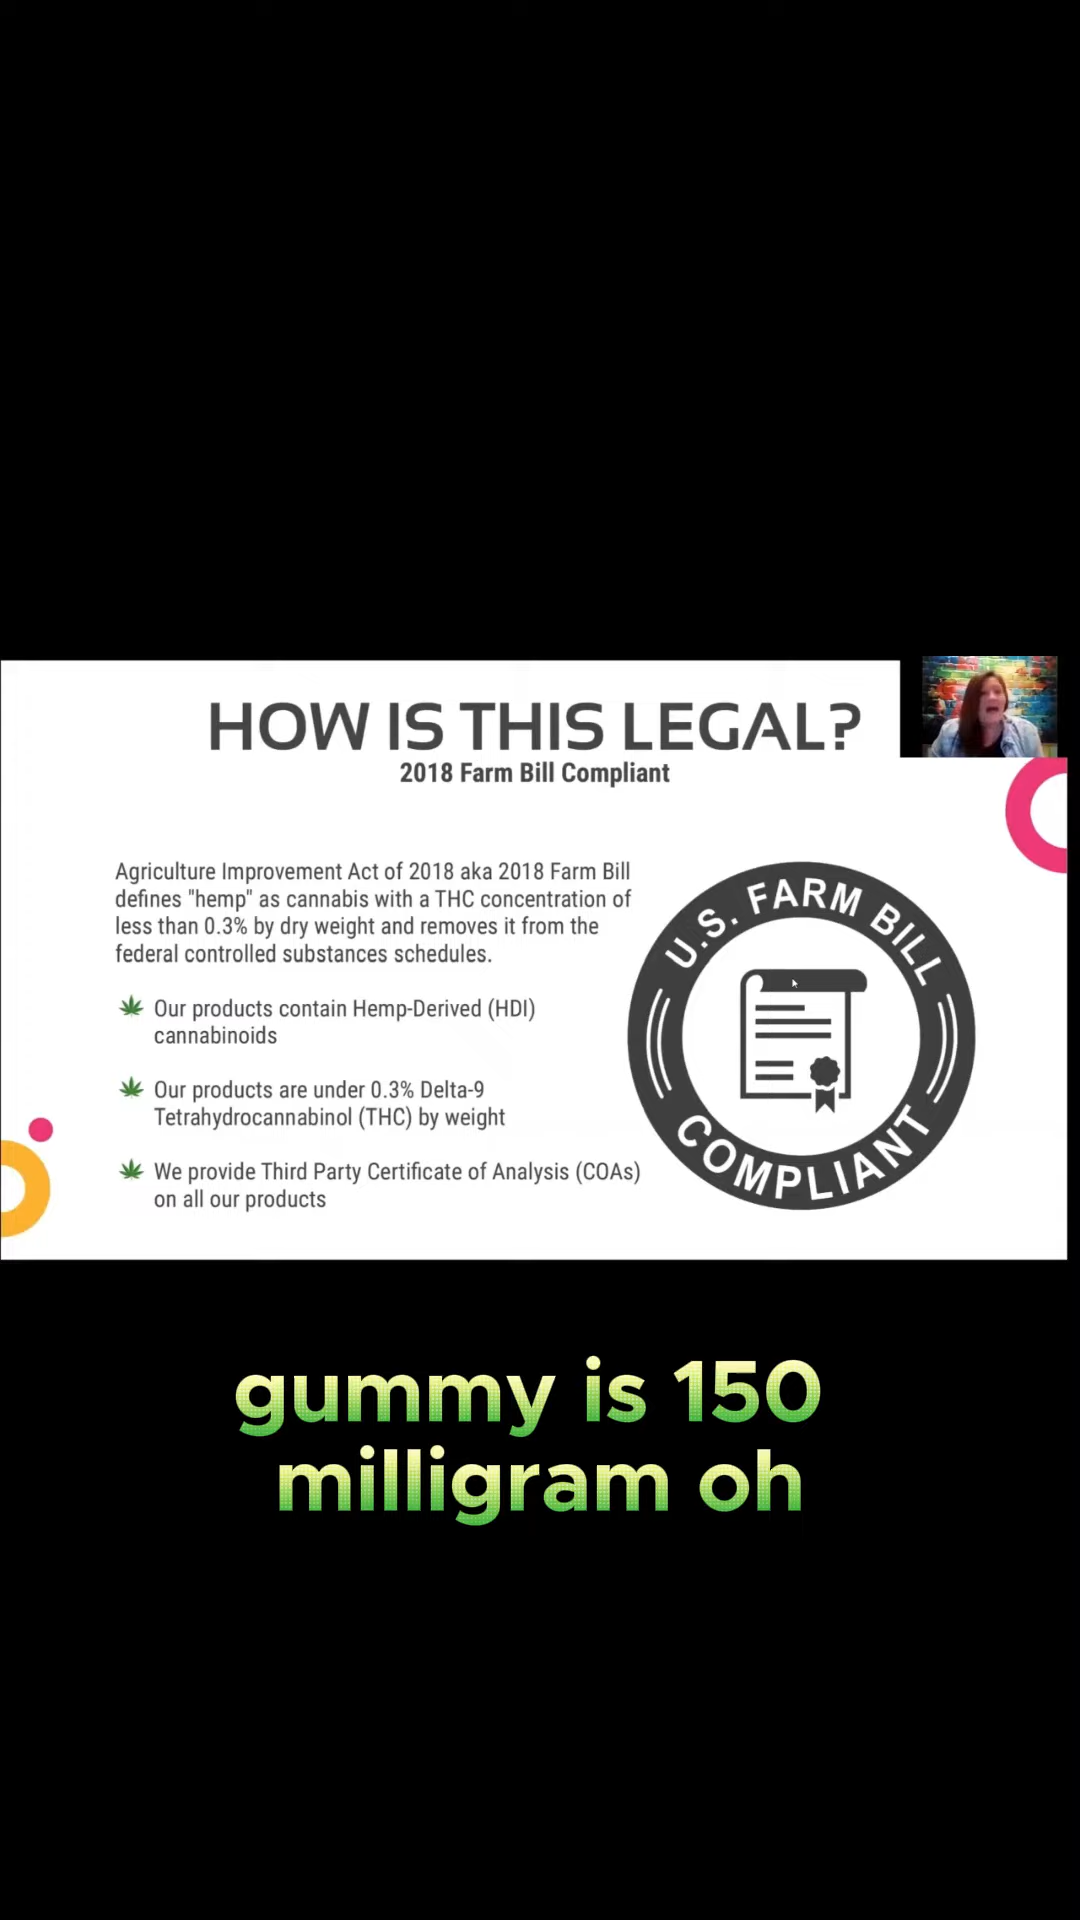 HOW IS THIS LEGAL?
2018 Farm Bill Compliant
Agriculture Improvement Act of 2018 aka 2018 Farm Bill
defines "hemp" as cannabis with a THC concentration of
less than 0.3% by dry weight and removes it from the
federal controlled substances schedules.
Our products contain Hemp-Derived (HDI)
cannabinoids
Our products are under 0.3% Delta-9
Tetrahydrocannabinol (THC) by weight
We provide Third Party Certificate of Analysis (COAs)
on all our products
U.S. FARM BILL
COMPLIANT
gummy is 150
milligram oh